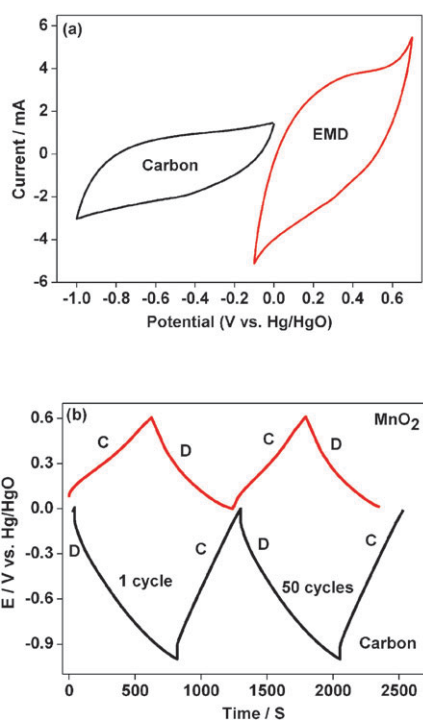 (a)
6
4
2
0
-2
-4
-6
Current / mA
Carbon
EMD
-1.0 -0.8 -0.6 -0.4 -0.2 0.0 0.2 0.4 0.6
Potential (V vs. Hg/HgO)
(b)
MnO2
0.6
0.3
0.0
-0.3
-0.6
-0.9
E / V vs. Hg/HgO
C D C D
D C D C
1 cycle 50 cycles
Carbon
0 500 1000 1500 2000 2500
Time / S